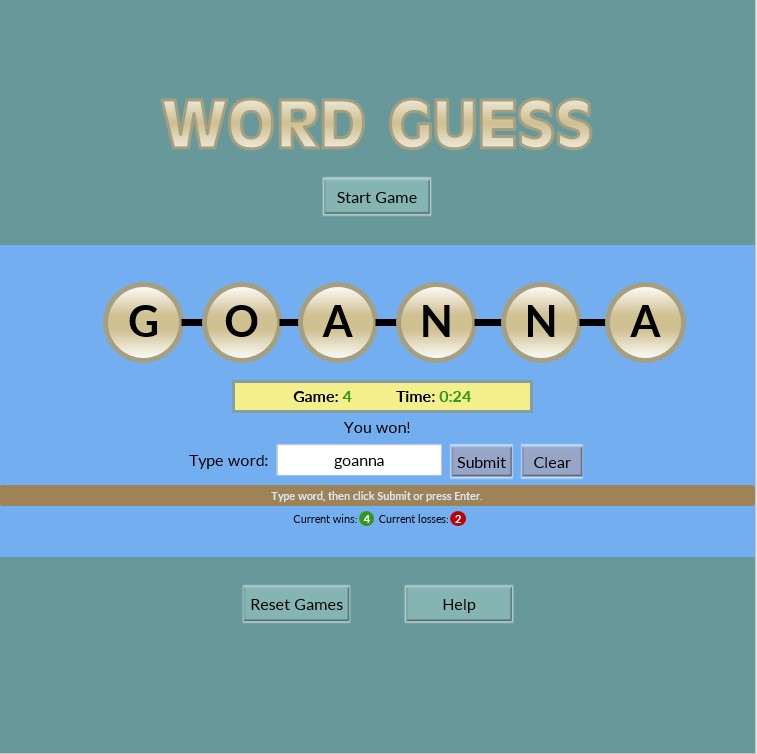 WORD GUESS
Start Game
G O A N N A
Game: 4 Time: 0:24
You won!
Type word: goanna Submit Clear
Type word, then click Submit or press Enter.
Current wins: 4 Current losses: 2
Reset Games Help